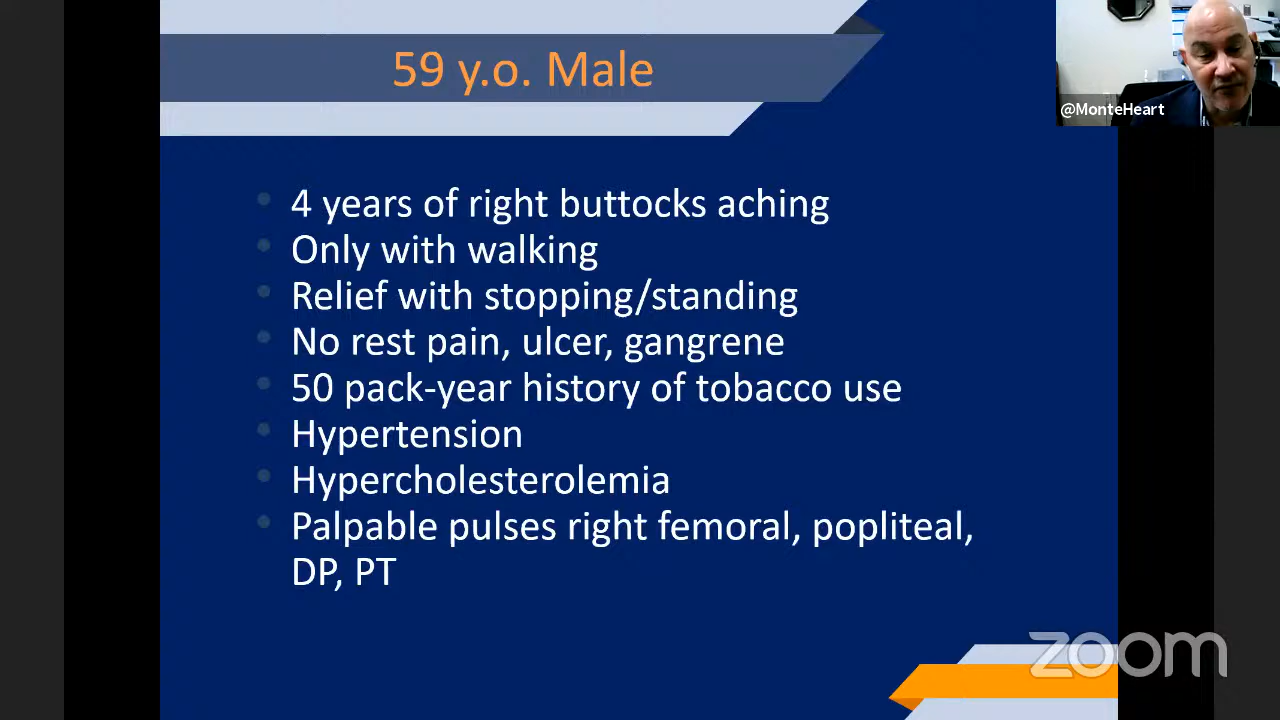 59 y.o. Male
@MonteHeart
4 years of right buttocks aching
Only with walking
Relief with stopping/standing
No rest pain, ulcer, gangrene
50 pack-year history of tobacco use
Hypertension
Hypercholesterolemia
Palpable pulses right femoral, popliteal,
DP, PT
zoom